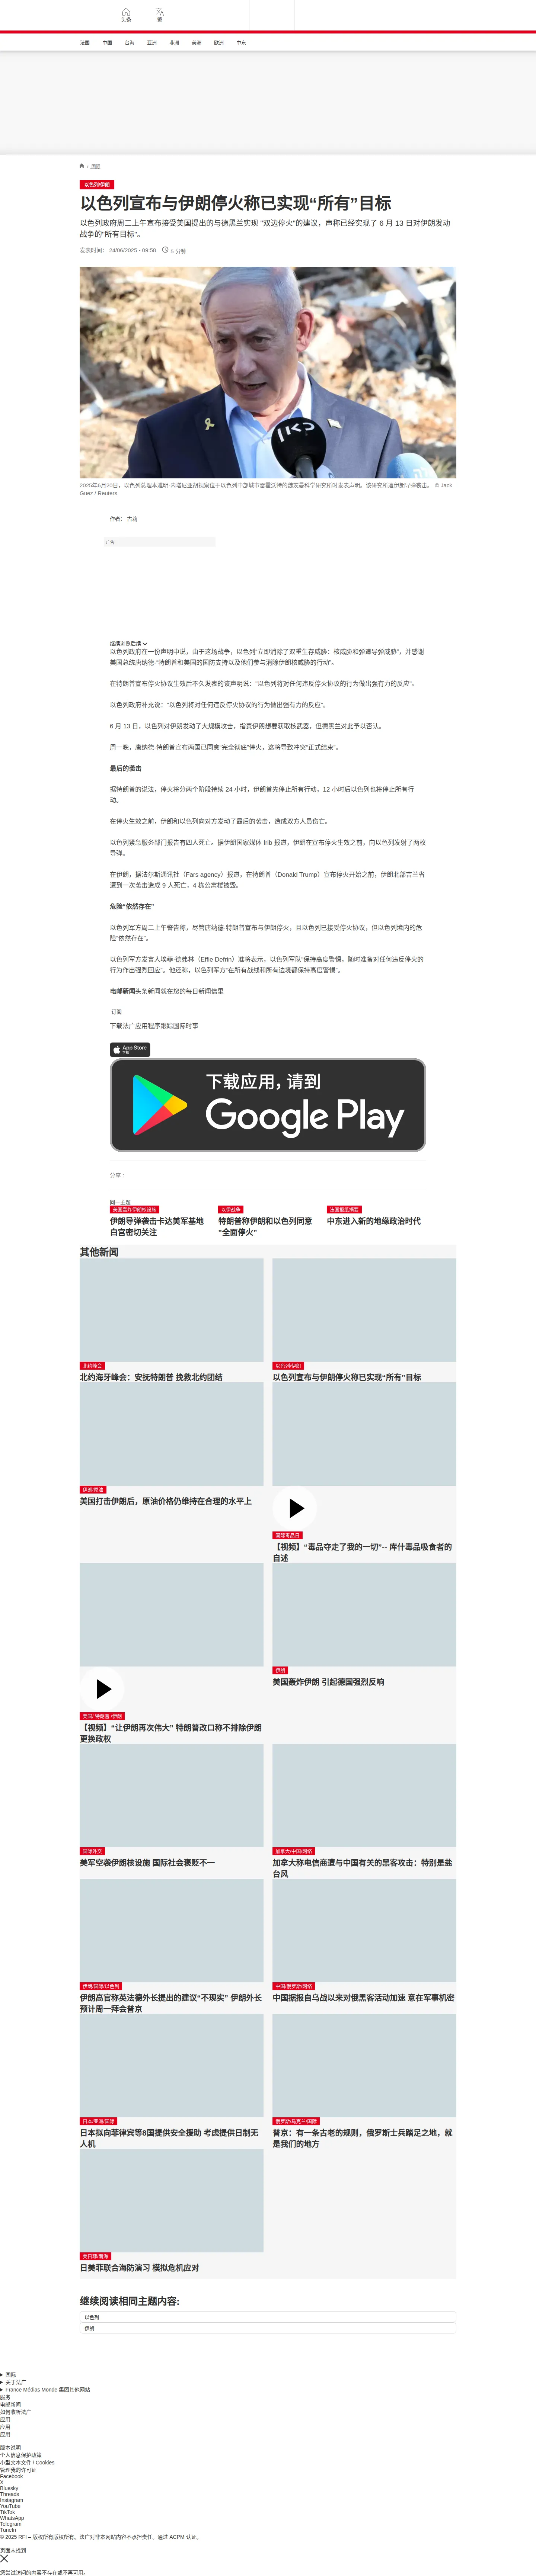 头条
繁
法国
中国
台海
亚洲
非洲
美洲
欧洲
中东
/ 国际
以色列/伊朗
以色列宣布与伊朗停火称已实现“所有”目标
以色列政府周二上午宣布接受美国提出的与德黑兰实现 “双边停火”的建议，声称已经实现了 6 月 13 日对伊朗发动
战争的“所有目标”。
发表时间： 24/06/2025 - 09:58 5 分钟
2025年6月20日，以色列总理本雅明·内塔尼亚胡视察位于以色列中部城市雷霍沃特的魏茨曼科学研究所时发表声明。该研究所遭伊朗导弹袭击。 © Jack
Guez / Reuters
作者： 古莉
广告
继续浏览后续
以色列政府在一份声明中说，由于这场战争，以色列“立即消除了双重生存威胁：核威胁和弹道导弹威胁”，并感谢
美国总统唐纳德·“特朗普和美国的国防支持以及他们参与消除伊朗核威胁的行动”。
在特朗普宣布停火协议生效后不久发表的该声明说：“以色列将对任何违反停火协议的行为做出强有力的反应”。
以色列政府补充说：“以色列将对任何违反停火协议的行为做出强有力的反应”。
6 月 13 日，以色列对伊朗发动了大规模攻击，指责伊朗想要获取核武器，但德黑兰对此予以否认。
周一晚，唐纳德·特朗普宣布两国已同意“完全彻底”停火，这将导致冲突“正式结束”。
最后的袭击
据特朗普的说法，停火将分两个阶段持续 24 小时，伊朗首先停止所有行动，12 小时后以色列也将停止所有行
动。
在停火生效之前，伊朗和以色列向对方发动了最后的袭击，造成双方人员伤亡。
以色列紧急服务部门报告有四人死亡。据伊朗国家媒体 Irib 报道，伊朗在宣布停火生效之前，向以色列发射了两枚
导弹。
在伊朗，据法尔斯通讯社（Fars agency）报道，在特朗普（Donald Trump）宣布停火开始之前，伊朗北部吉兰省
遭到一次袭击造成 9 人死亡，4 栋公寓楼被毁。
危险“依然存在”
以色列军方周二上午警告称，尽管唐纳德·特朗普宣布与伊朗停火，且以色列已接受停火协议，但以色列境内的危
险“依然存在”。
以色列军方发言人埃菲·德弗林（Effie Defrin）准将表示，以色列军队“保持高度警惕，随时准备对任何违反停火的
行为作出强烈回应”。他还称，以色列军方“在所有战线和所有边境都保持高度警惕”。
电邮新闻头条新闻就在您的每日新闻信里
订阅
下载法广应用程序跟踪国际时事
App Store
下载
下载应用，请到
Google Play
分享 :
同一主题
美国轰炸伊朗核设施
伊朗导弹袭击卡达美军基地
白宫密切关注
以伊战争
特朗普称伊朗和以色列同意
“全面停火”
法国报纸摘要
中东进入新的地缘政治时代
其他新闻
北约峰会
北约海牙峰会：安抚特朗普 挽救北约团结
以色列/伊朗
以色列宣布与伊朗停火称已实现“所有”目标
伊朗/原油
美国打击伊朗后，原油价格仍维持在合理的水平上
国际毒品日
【视频】“毒品夺走了我的一切”-- 库什毒品吸食者的
自述
美国/ 特朗普 /伊朗
【视频】“让伊朗再次伟大” 特朗普改口称不排除伊朗
更换政权
伊朗
美国轰炸伊朗 引起德国强烈反响
国际外交
美军空袭伊朗核设施 国际社会褒贬不一
加拿大/中国/网络
加拿大称电信商遭与中国有关的黑客攻击：特别是盐
台风
伊朗/国际/以色列
伊朗高官称英法德外长提出的建议“不现实” 伊朗外长
预计周一拜会普京
中国/俄罗斯/网络
中国据报自乌战以来对俄黑客活动加速 意在军事机密
日本/亚洲/国际
日本拟向菲律宾等8国提供安全援助 考虑提供日制无
人机
俄罗斯/乌克兰/国际
普京：有一条古老的规则，俄罗斯士兵踏足之地，就
是我们的地方
美日菲/南海
日美菲联合海防演习 模拟危机应对
继续阅读相同主题内容:
以色列
伊朗
国际
关于法广
France Médias Monde 集团其他网站
服务
电邮新闻
如何收听法广
应用
应用
应用
版本说明
个人信息保护政策
小型文本文件 / Cookies
管理我的许可证
Facebook
X
Bluesky
Threads
Instagram
YouTube
TikTok
WhatsApp
Telegram
TuneIn
© 2025 RFI – 版权所有版权所有。法广对非本网站内容不承担责任。通过 ACPM 认证。
页面未找到
您尝试访问的内容不存在或不再可用。